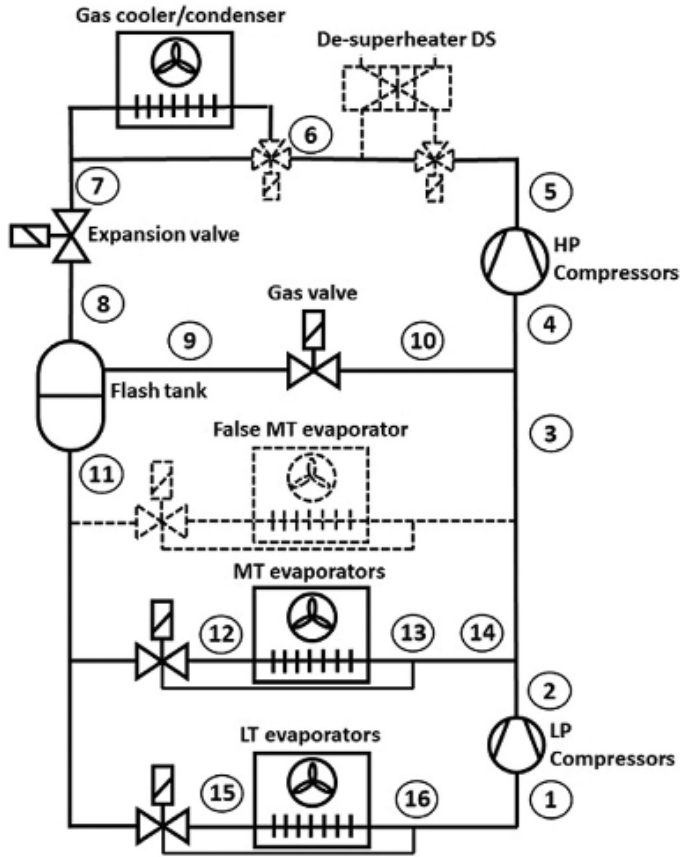 Gas cooler/condenser
De-superheater DS
6
7
5
Expansion valve
HP
Compressors
Gas valve
8
4
9
10
Flash tank
False MT evaporator
3
11
MT evaporators
12
13
14
2
LP
Compressors
LT evaporators
15
16
1